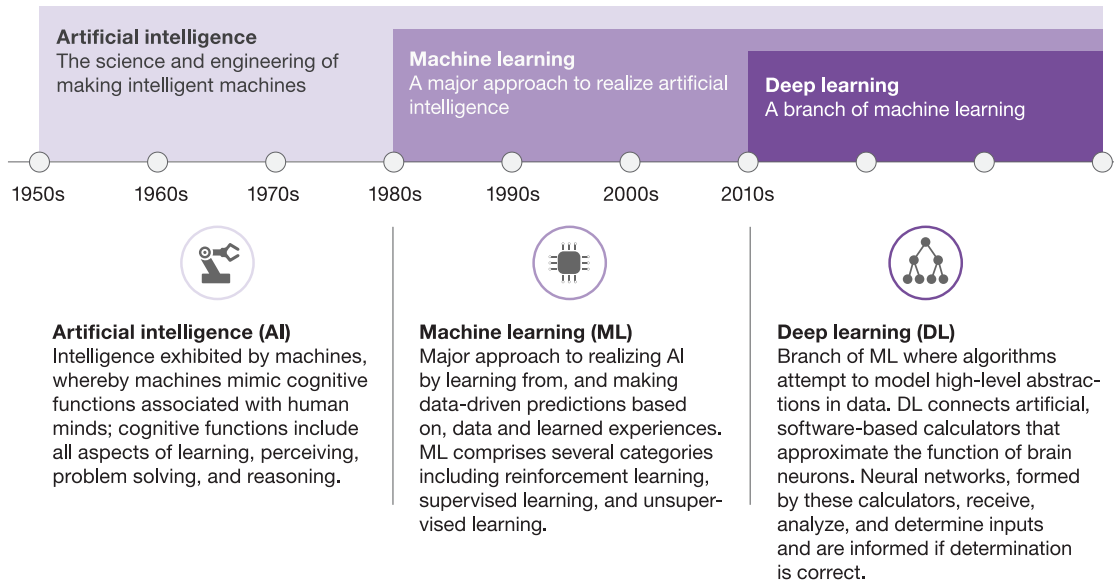 Artificial intelligence
The science and engineering of
making intelligent machines
Machine learning
A major approach to realize artificial
intelligence
Deep learning
A branch of machine learning
1950s
1960s
1970s
1980s
1990s
2000s
2010s
Artificial intelligence (AI)
Intelligence exhibited by machines,
whereby machines mimic cognitive
functions associated with human
minds; cognitive functions include
all aspects of learning, perceiving,
problem solving, and reasoning.
Machine learning (ML)
Major approach to realizing AI
by learning from, and making
data-driven predictions based
on, data and learned experiences.
ML comprises several categories
including reinforcement learning,
supervised learning, and unsuper-
vised learning.
Deep learning (DL)
Branch of ML where algorithms
attempt to model high-level abstrac-
tions in data. DL connects artificial,
software-based calculators that
approximate the function of brain
neurons. Neural networks, formed
by these calculators, receive,
analyze, and determine inputs
and are informed if determination
is correct.